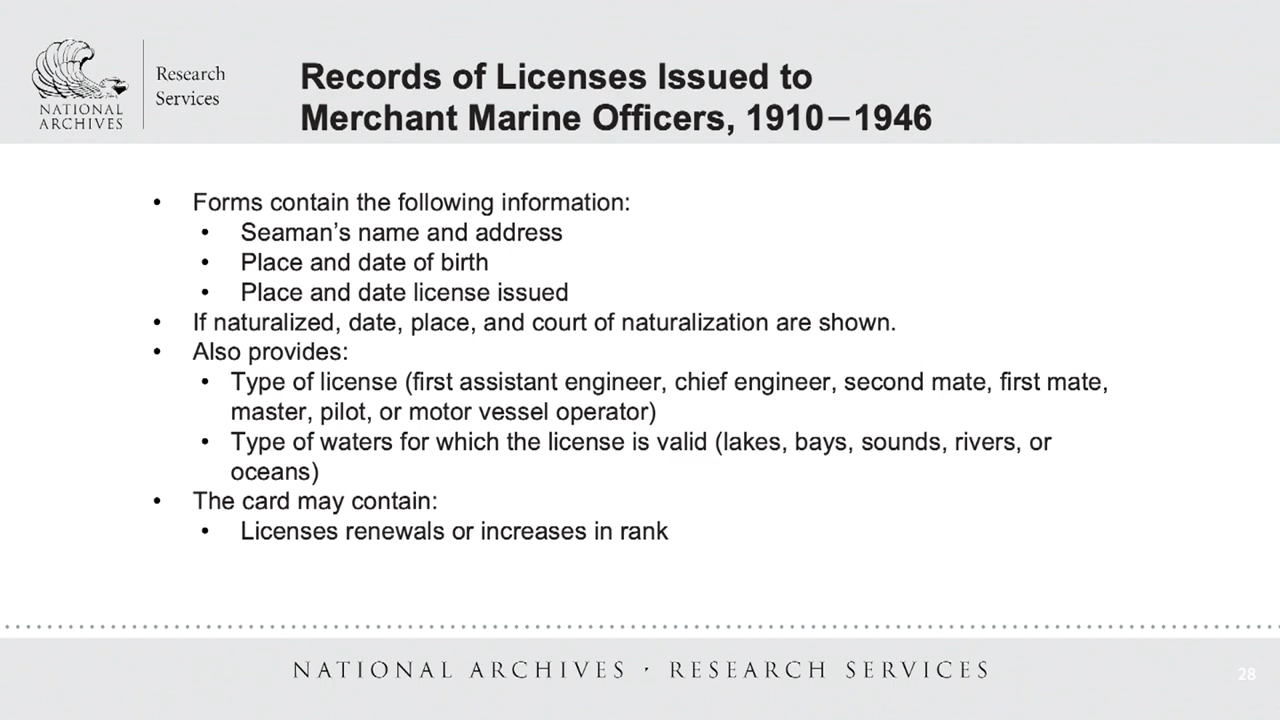 NATIONAL
ARCHIVES
Research
Services
Records of Licenses Issued to
Merchant Marine Officers, 1910–1946
• Forms contain the following information:
• Seaman’s name and address
• Place and date of birth
• Place and date license issued
• If naturalized, date, place, and court of naturalization are shown.
• Also provides:
• Type of license (first assistant engineer, chief engineer, second mate, first mate,
master, pilot, or motor vessel operator)
• Type of waters for which the license is valid (lakes, bays, sounds, rivers, or
oceans)
• The card may contain:
• Licenses renewals or increases in rank
NATIONAL ARCHIVES · RESEARCH SERVICES
28